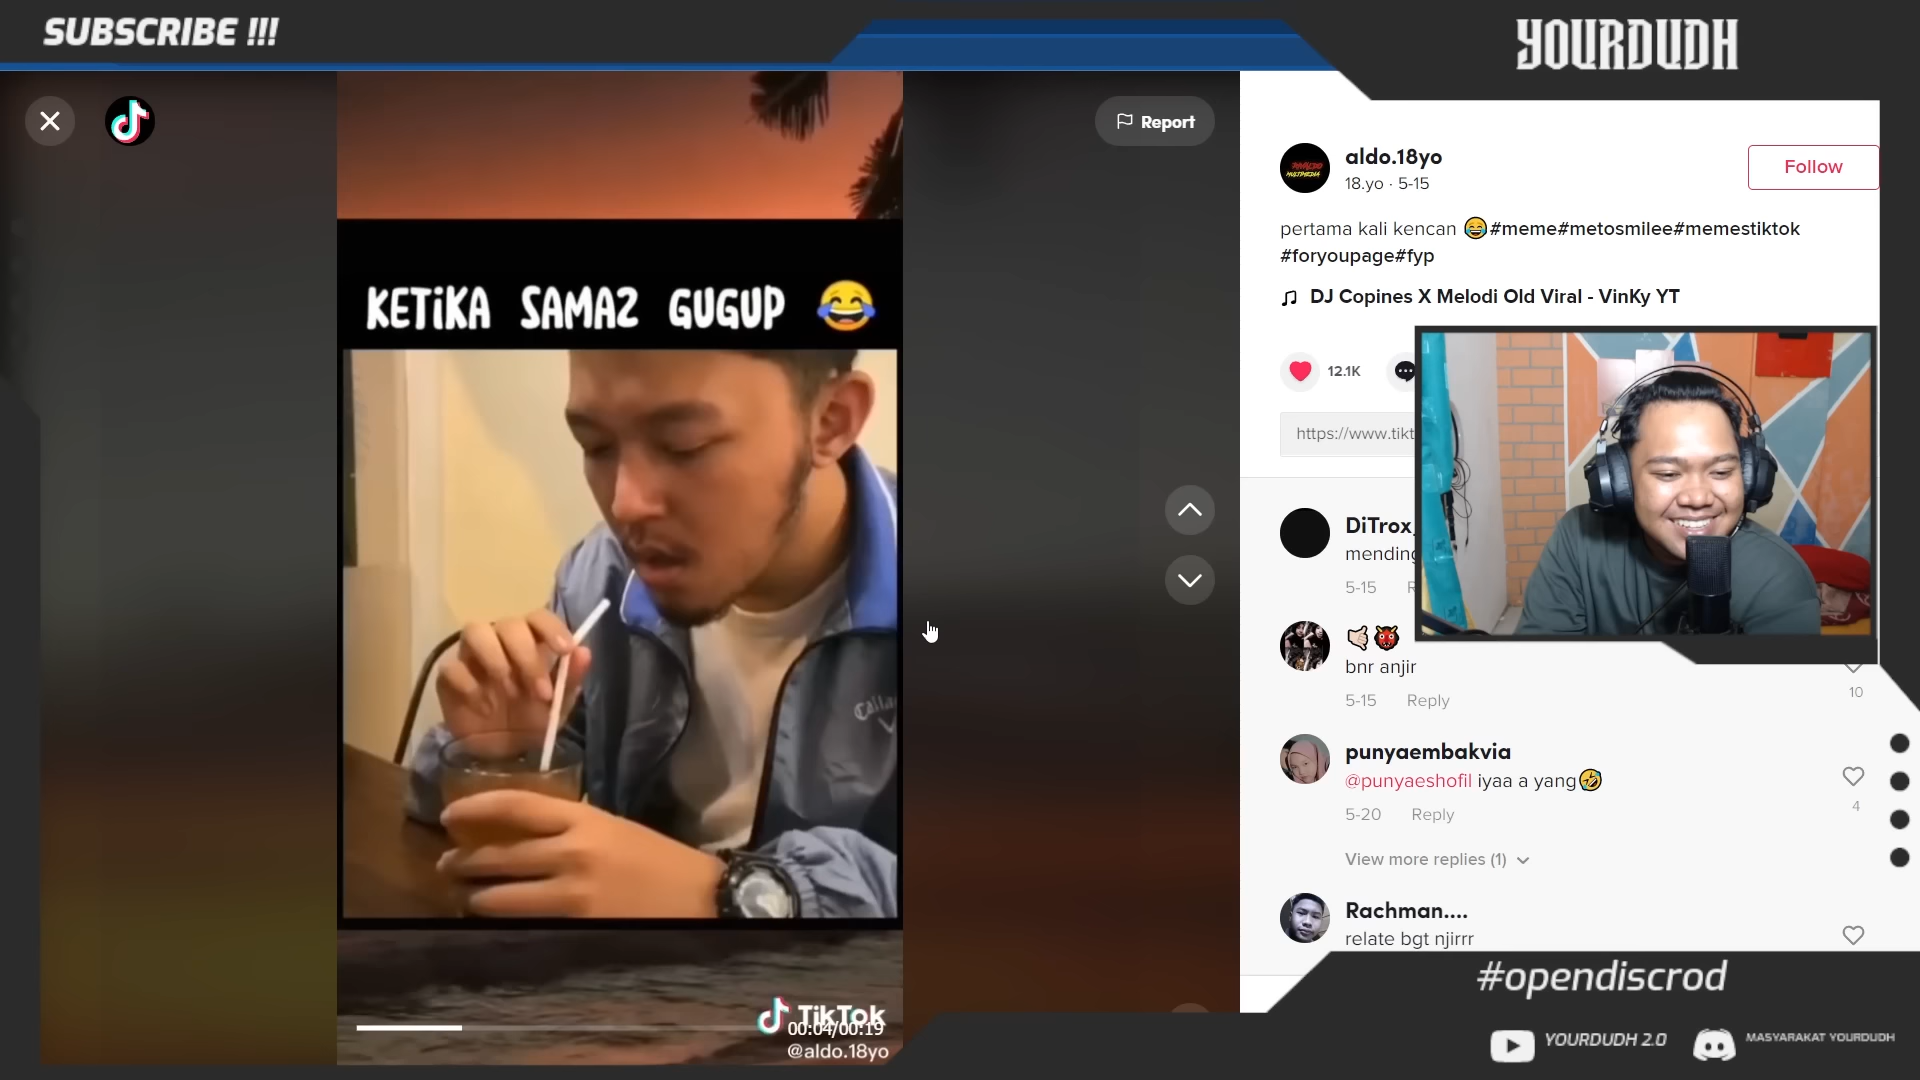 SUBSCRIBE !!!
YOURDUDH
Report
aldo.18yo
18.yo · 5-15
Follow
pertama kali kencan 😂#meme#metosmilee#memestiktok
#foryoupage#fyp
DJ Copines X Melodi Old Viral - VinKy YT
KETIKA SAMA2 GUGUP 😂
12.1K
https://www.tikt
DiTrox
mending
5-15
bnr anjir
5-15 Reply
10
punyaembakvia
@punyaeshofil iyaa a yang🤣
5-20 Reply
4
View more replies (1)
Rachman....
relate bgt njirrr
Callaw
TikTok
00:04/00:19
@aldo.18yo
#opendiscrod
YOURDUDH 2.0
MASYARAKAT YOURDUDH